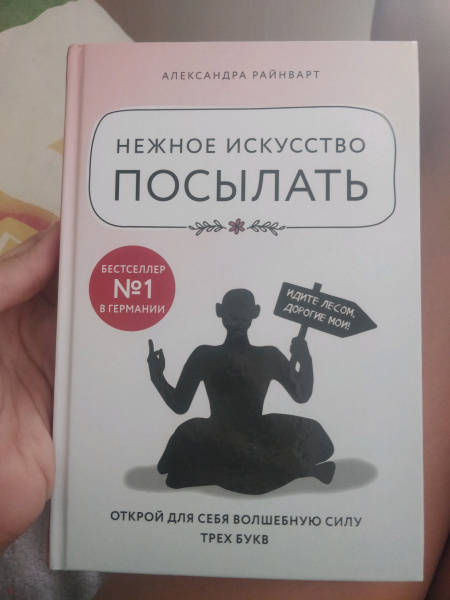 АЛЕКСАНДРА РАЙНВАРТ
НЕЖНОЕ ИСКУССТВО
ПОСЫЛАТЬ
БЕСТСЕЛЛЕР
№1
В ГЕРМАНИИ
ИДИТЕ ЛЕСОМ,
ДОРОГИЕ МОИ!
ОТКРОЙ ДЛЯ СЕБЯ ВОЛШЕБНУЮ СИЛУ
ТРЕХ БУКВ